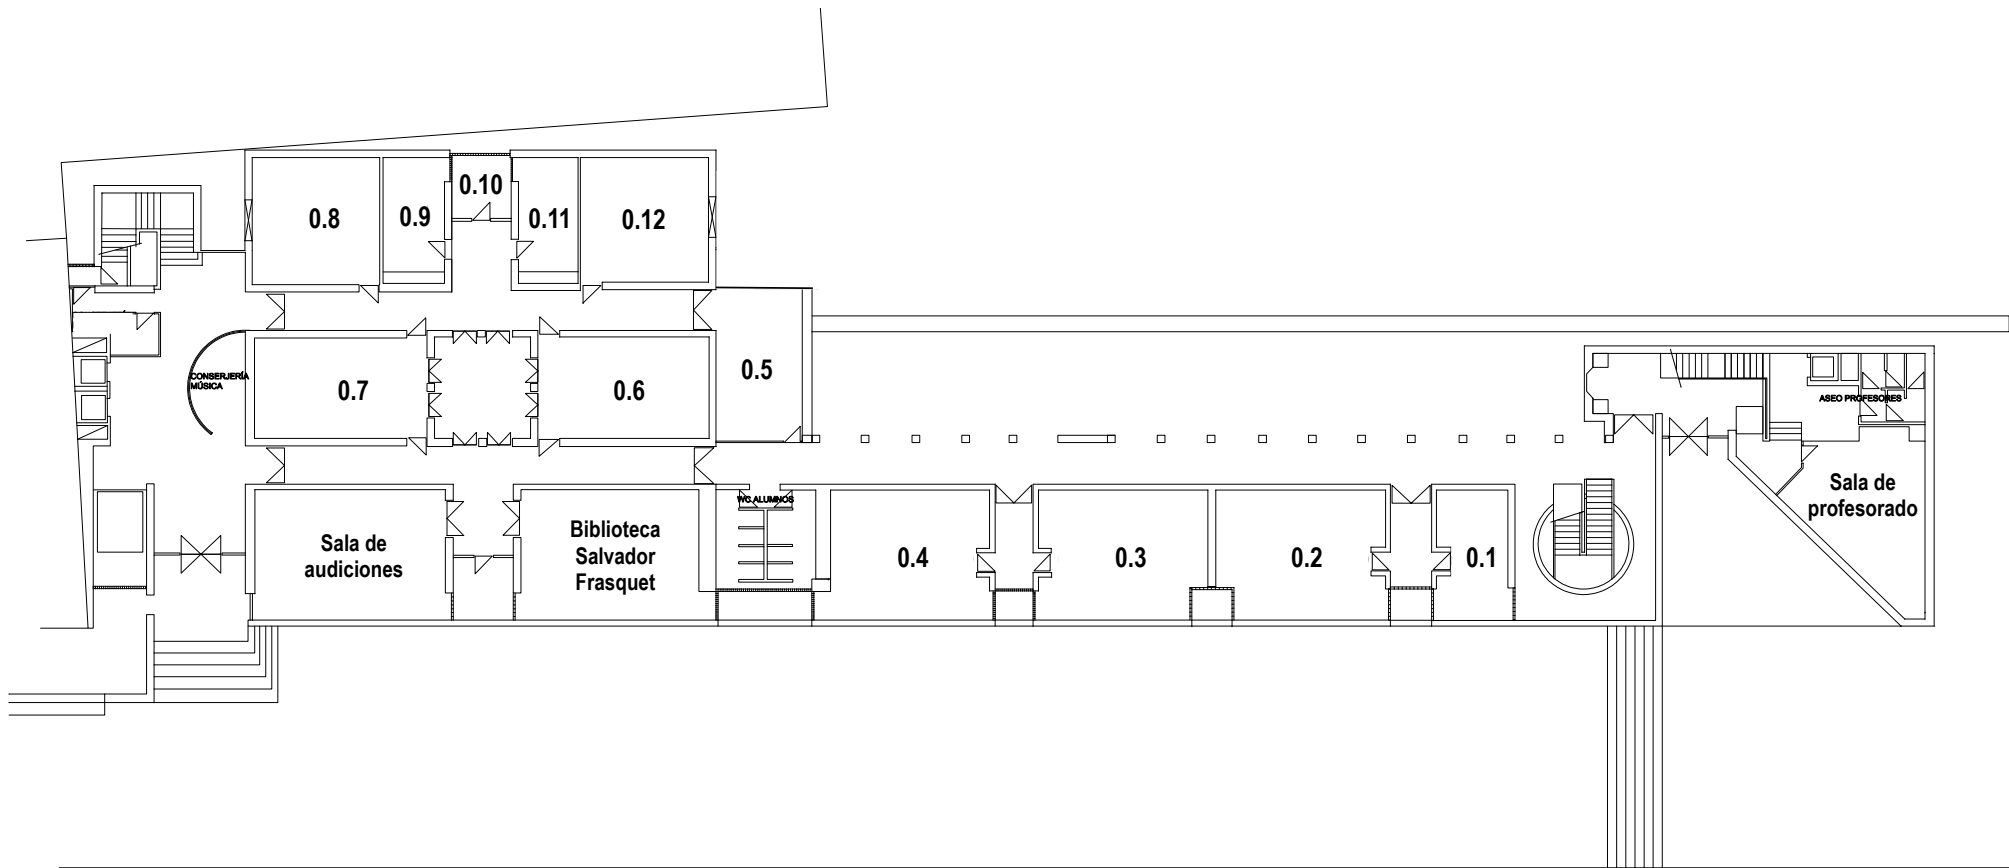 0.8
0.9
0.10
0.11
0.12
CONSERJERÍA
MÚSICA
0.7
0.6
0.5
ASEO PROFESORES
Sala de
profesorado
WC ALUMNOS
Sala de
audiciones
Biblioteca
Salvador
Frasquet
0.4
0.3
0.2
0.1